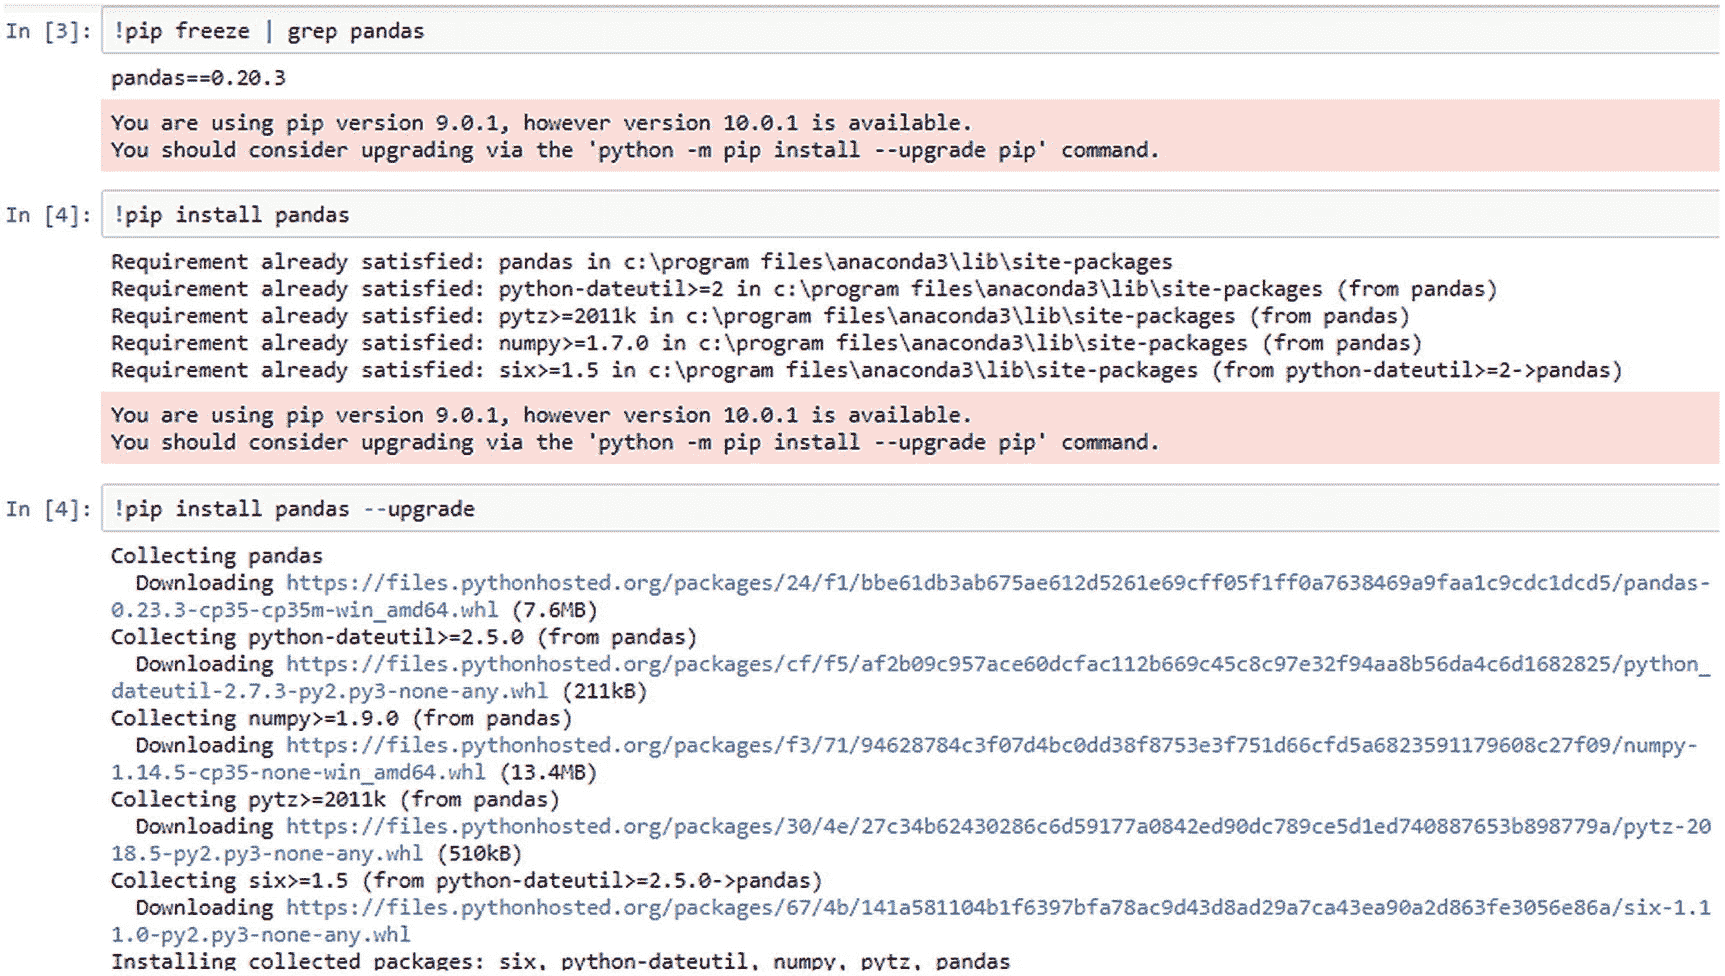 In [3]: !pip freeze | grep pandas
pandas==0.20.3
You are using pip version 9.0.1, however version 10.0.1 is available.
You should consider upgrading via the 'python -m pip install --upgrade pip' command.
In [4]: !pip install pandas
Requirement already satisfied: pandas in c:\program files\anaconda3\lib\site-packages
Requirement already satisfied: python-dateutil>=2 in c:\program files\anaconda3\lib\site-packages (from pandas)
Requirement already satisfied: pytz>=2011k in c:\program files\anaconda3\lib\site-packages (from pandas)
Requirement already satisfied: numpy>=1.7.0 in c:\program files\anaconda3\lib\site-packages (from pandas)
Requirement already satisfied: six>=1.5 in c:\program files\anaconda3\lib\site-packages (from python-dateutil>=2->pandas)
You are using pip version 9.0.1, however version 10.0.1 is available.
You should consider upgrading via the 'python -m pip install --upgrade pip' command.
In [4]: !pip install pandas --upgrade
Collecting pandas
Downloading https://files.pythonhosted.org/packages/24/f1/bbe61db3ab675ae612d5261e69cff05f1ff0a7638469a9faa1c9cdc1dcd5/pandas-
0.23.3-cp35-cp35m-win_amd64.whl (7.6MB)
Collecting python-dateutil>=2.5.0 (from pandas)
Downloading https://files.pythonhosted.org/packages/cf/f5/af2b09c957ace60dcfac112b669c45c8c97e32f94aa8b56da4c6d1682825/python_
dateutil-2.7.3-py2.py3-none-any.whl (211kB)
Collecting numpy>=1.9.0 (from pandas)
Downloading https://files.pythonhosted.org/packages/f3/71/94628784c3f07d4bc0dd38f8753e3f751d66cfd5a6823591179608c27f09/numpy-
1.14.5-cp35-none-win_amd64.whl (13.4MB)
Collecting pytz>=2011k (from pandas)
Downloading https://files.pythonhosted.org/packages/30/4e/27c34b62430286c6d59177a0842ed90dc789ce5d1ed740887653b898779a/pytz-20
18.5-py2.py3-none-any.whl (510kB)
Collecting six>=1.5 (from python-dateutil>=2.5.0->pandas)
Downloading https://files.pythonhosted.org/packages/67/4b/141a581104b1f6397bfa78ac9d43d8ad29a7ca43ea90a2d863fe3056e86a/six-1.1
1.0-py2.py3-none-any.whl
Installing collected packages: six, python-dateutil, numpy, pytz, pandas